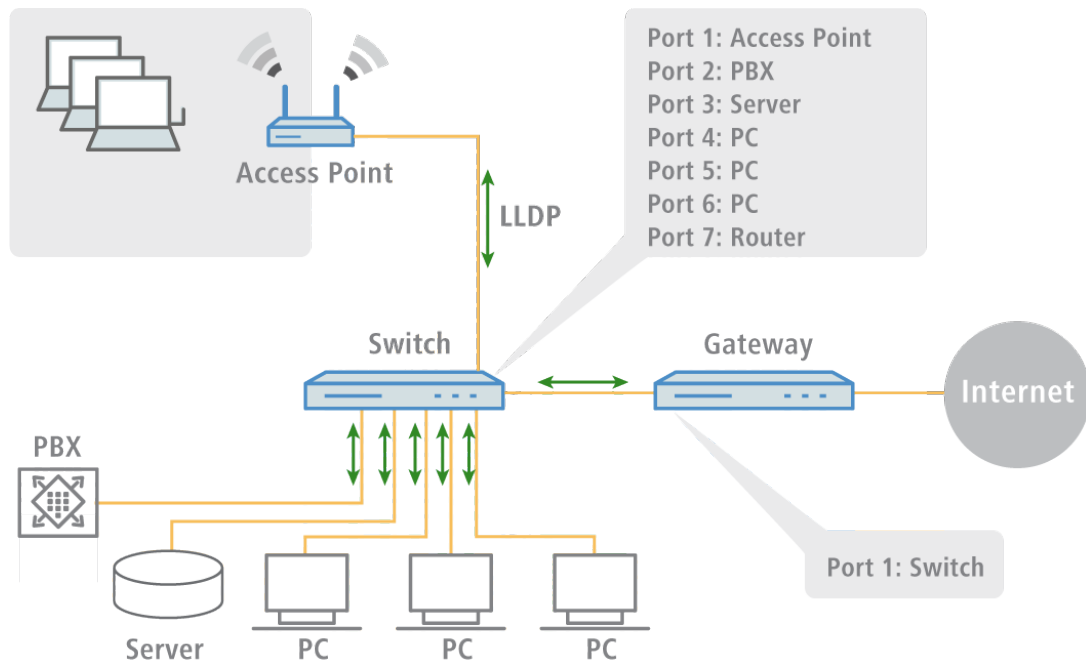 Port 1: Access Point
Port 2: PBX
Port 3: Server
Port 4: PC
Port 5: PC
Port 6: PC
Port 7: Router
Access Point
LLDP
Switch
Gateway
Internet
PBX
Port 1: Switch
Server
PC
PC
PC